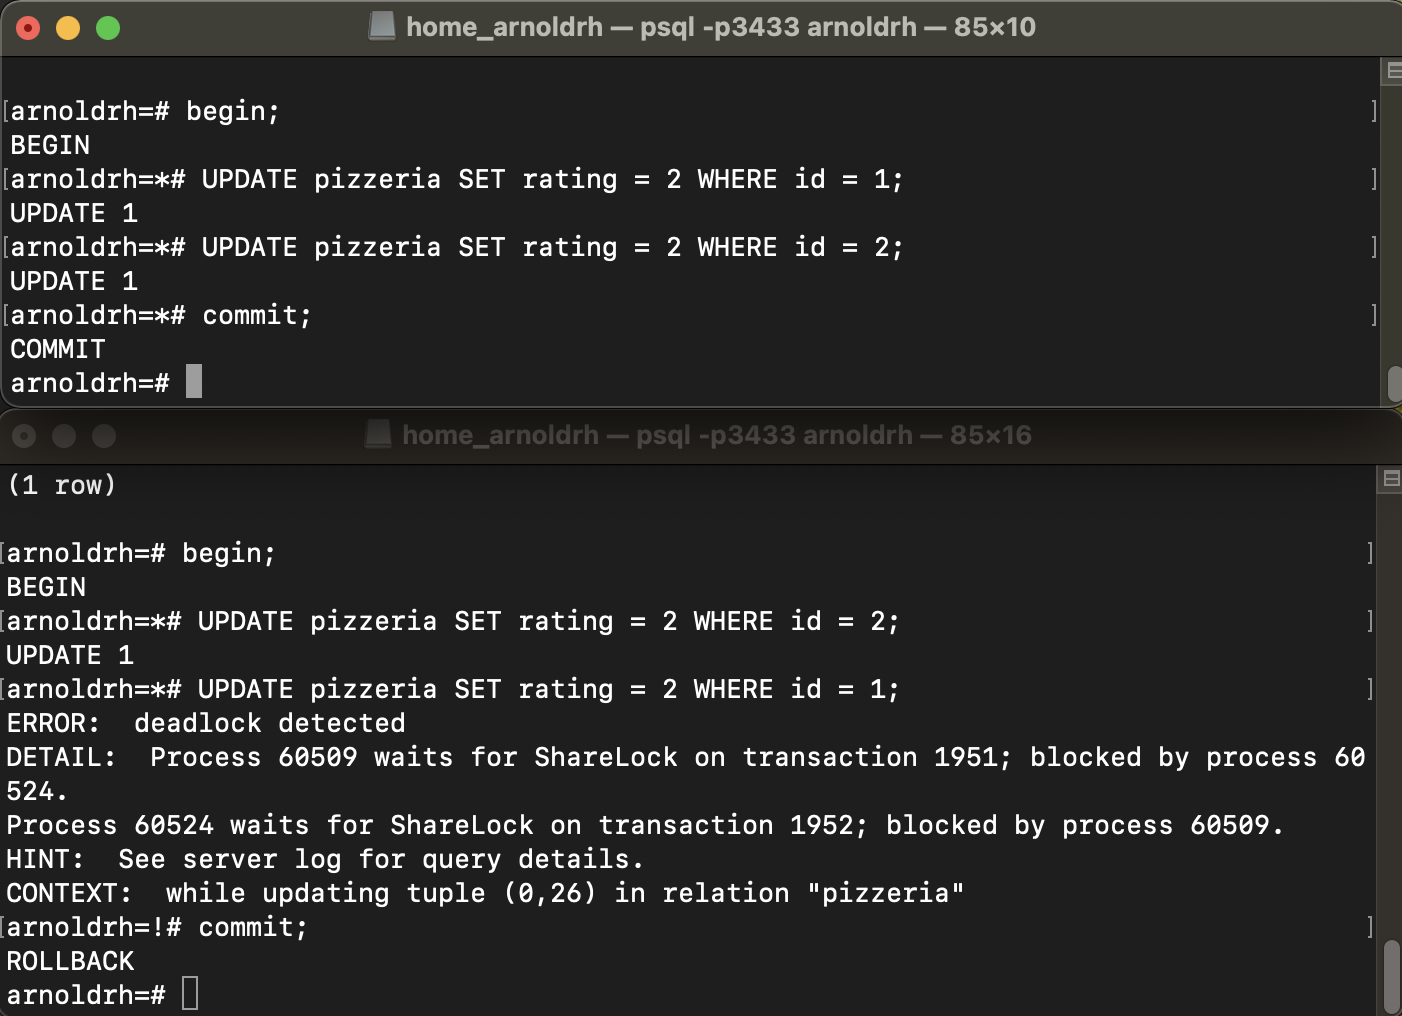 home_arnoldrh — psql -p3433 arnoldrh — 85×10
[arnoldrh=# begin; ]
BEGIN
[arnoldrh=*# UPDATE pizzeria SET rating = 2 WHERE id = 1; ]
UPDATE 1
[arnoldrh=*# UPDATE pizzeria SET rating = 2 WHERE id = 2; ]
UPDATE 1
[arnoldrh=*# commit; ]
COMMIT
arnoldrh=#
home_arnoldrh — psql -p3433 arnoldrh — 85×16
(1 row)
[arnoldrh=# begin; ]
BEGIN
[arnoldrh=*# UPDATE pizzeria SET rating = 2 WHERE id = 2; ]
UPDATE 1
[arnoldrh=*# UPDATE pizzeria SET rating = 2 WHERE id = 1; ]
ERROR:  deadlock detected
DETAIL:  Process 60509 waits for ShareLock on transaction 1951; blocked by process 60
524.
Process 60524 waits for ShareLock on transaction 1952; blocked by process 60509.
HINT:  See server log for query details.
CONTEXT:  while updating tuple (0,26) in relation "pizzeria"
[arnoldrh=!# commit; ]
ROLLBACK
arnoldrh=#